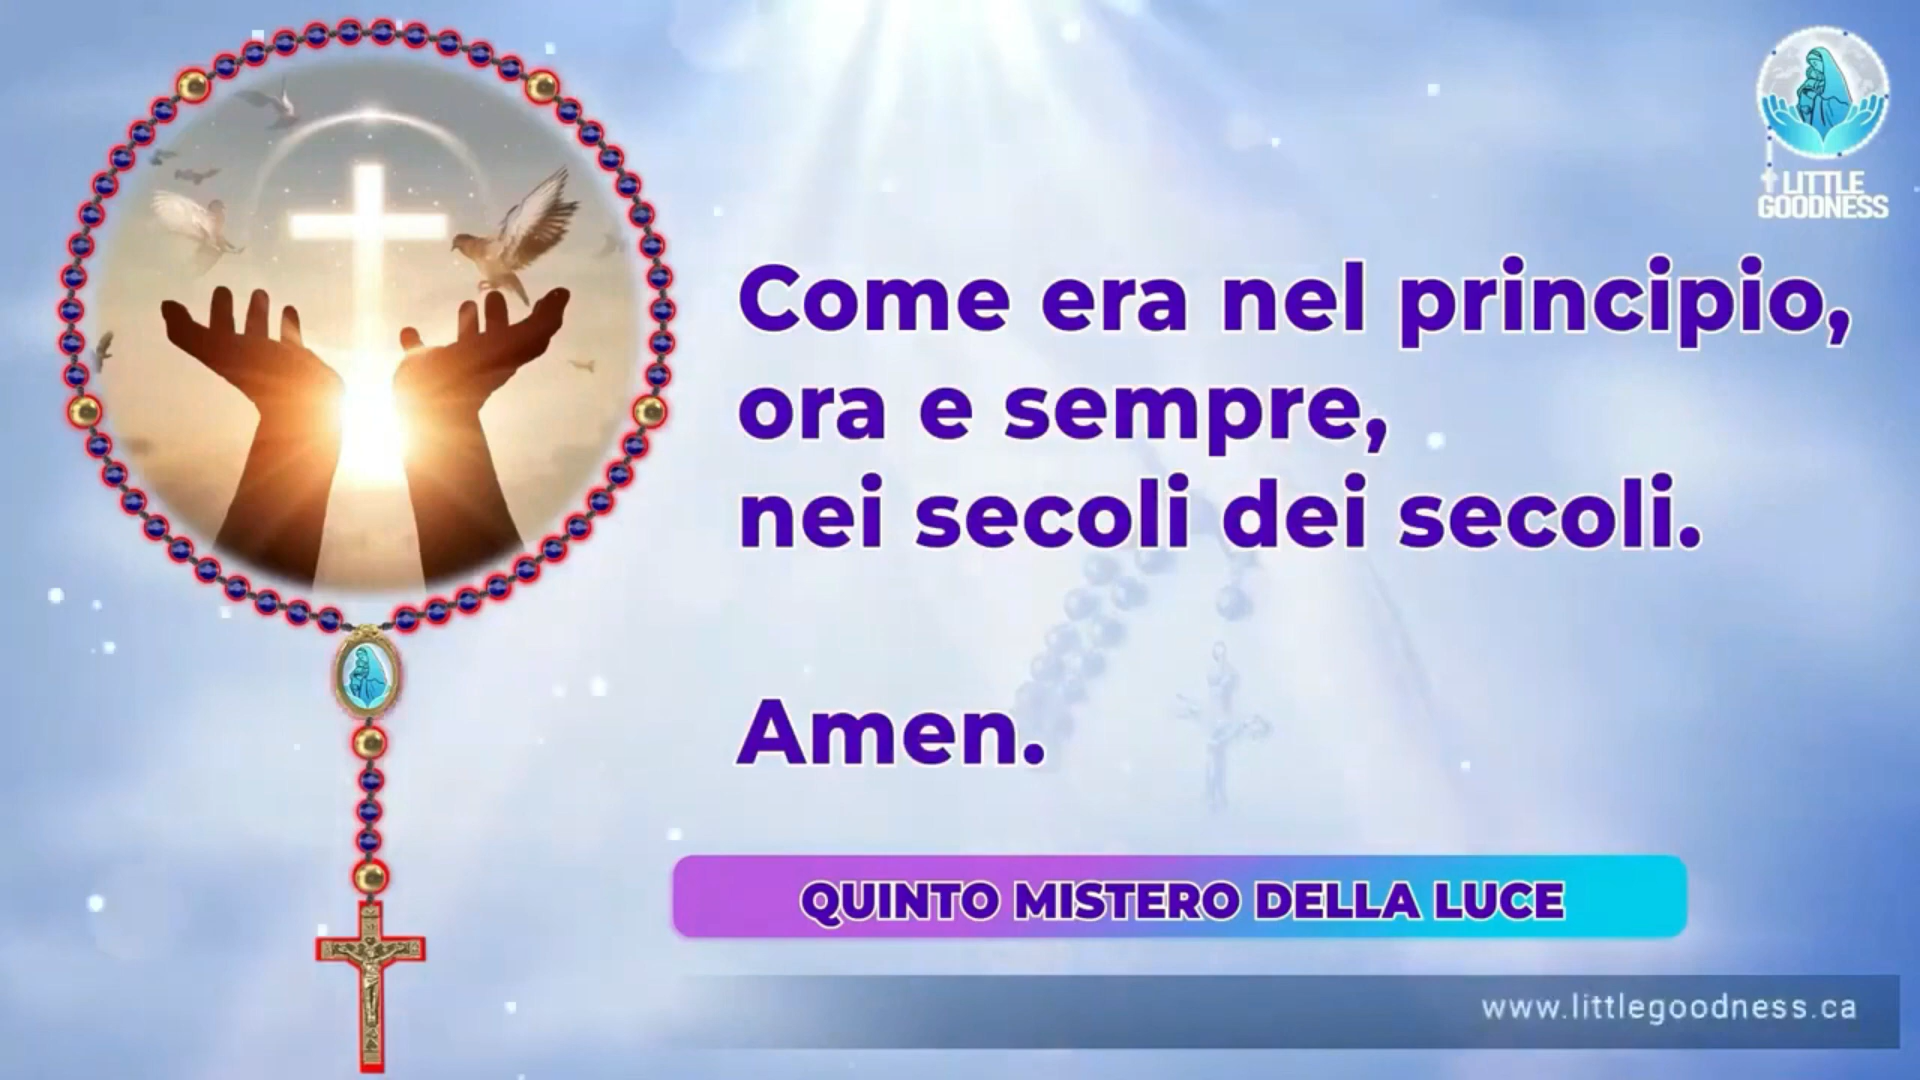 LITTLE
GOODNESS
Come era nel principio,
ora e sempre,
nei secoli dei secoli.
Amen.
QUINTO MISTERO DELLA LUCE
www.littlegoodness.ca